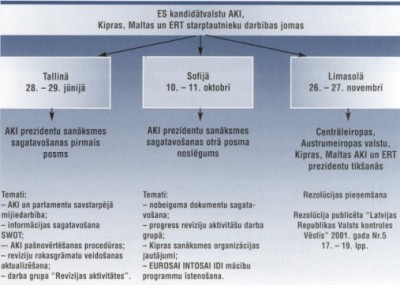 ES kandidātvalstu AKI,
Kipras, Maltas un ERT starptautnieku darbības jomas
Tallinā
28. – 29. jūnijā
Sofijā
10. – 11. oktobrī
Limasolā
26. – 27. novembrī
AKI prezidentu sanāksmes
sagatavošanas pirmais
posms
AKI prezidentu sanāksmes
sagatavošanas otrā posma
noslēgums
Centrāleiropas,
Austrumeiropas valstu,
Kipras, Maltas AKI un ERT
prezidentu tikšanās
Temati:
– AKI un parlamentu savstarpējā
mijiedarbība;
– informācijas sagatavošana
SWOT;
– AKI pašnovērtēšanas procedūras;
– revīziju rokasgrāmatu veidošanas
aktualizēšana;
– darba grupa "Revīzijas aktivitātes".
Temati:
– nobeiguma dokumentu sagata-
vošana;
– progress revīziju aktivitāšu darba
grupā;
– Kipras sanāksmes organizācijas
jautājumi;
– EUROSAI INTOSAI IDI mācību
programmu īstenošana.
Rezolūcijas pieņemšana
Rezolūcija publicēta "Latvijas
Republikas Valsts kontroles
Vēstis" 2001. gada Nr.5
17. – 19. lpp.